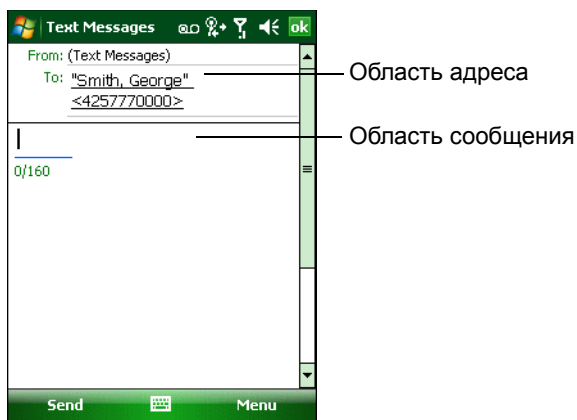 Text Messages ok
From: (Text Messages)
To: "Smith, George"
<4257770000>
Область адреса
Область сообщения
0/160
Send Menu